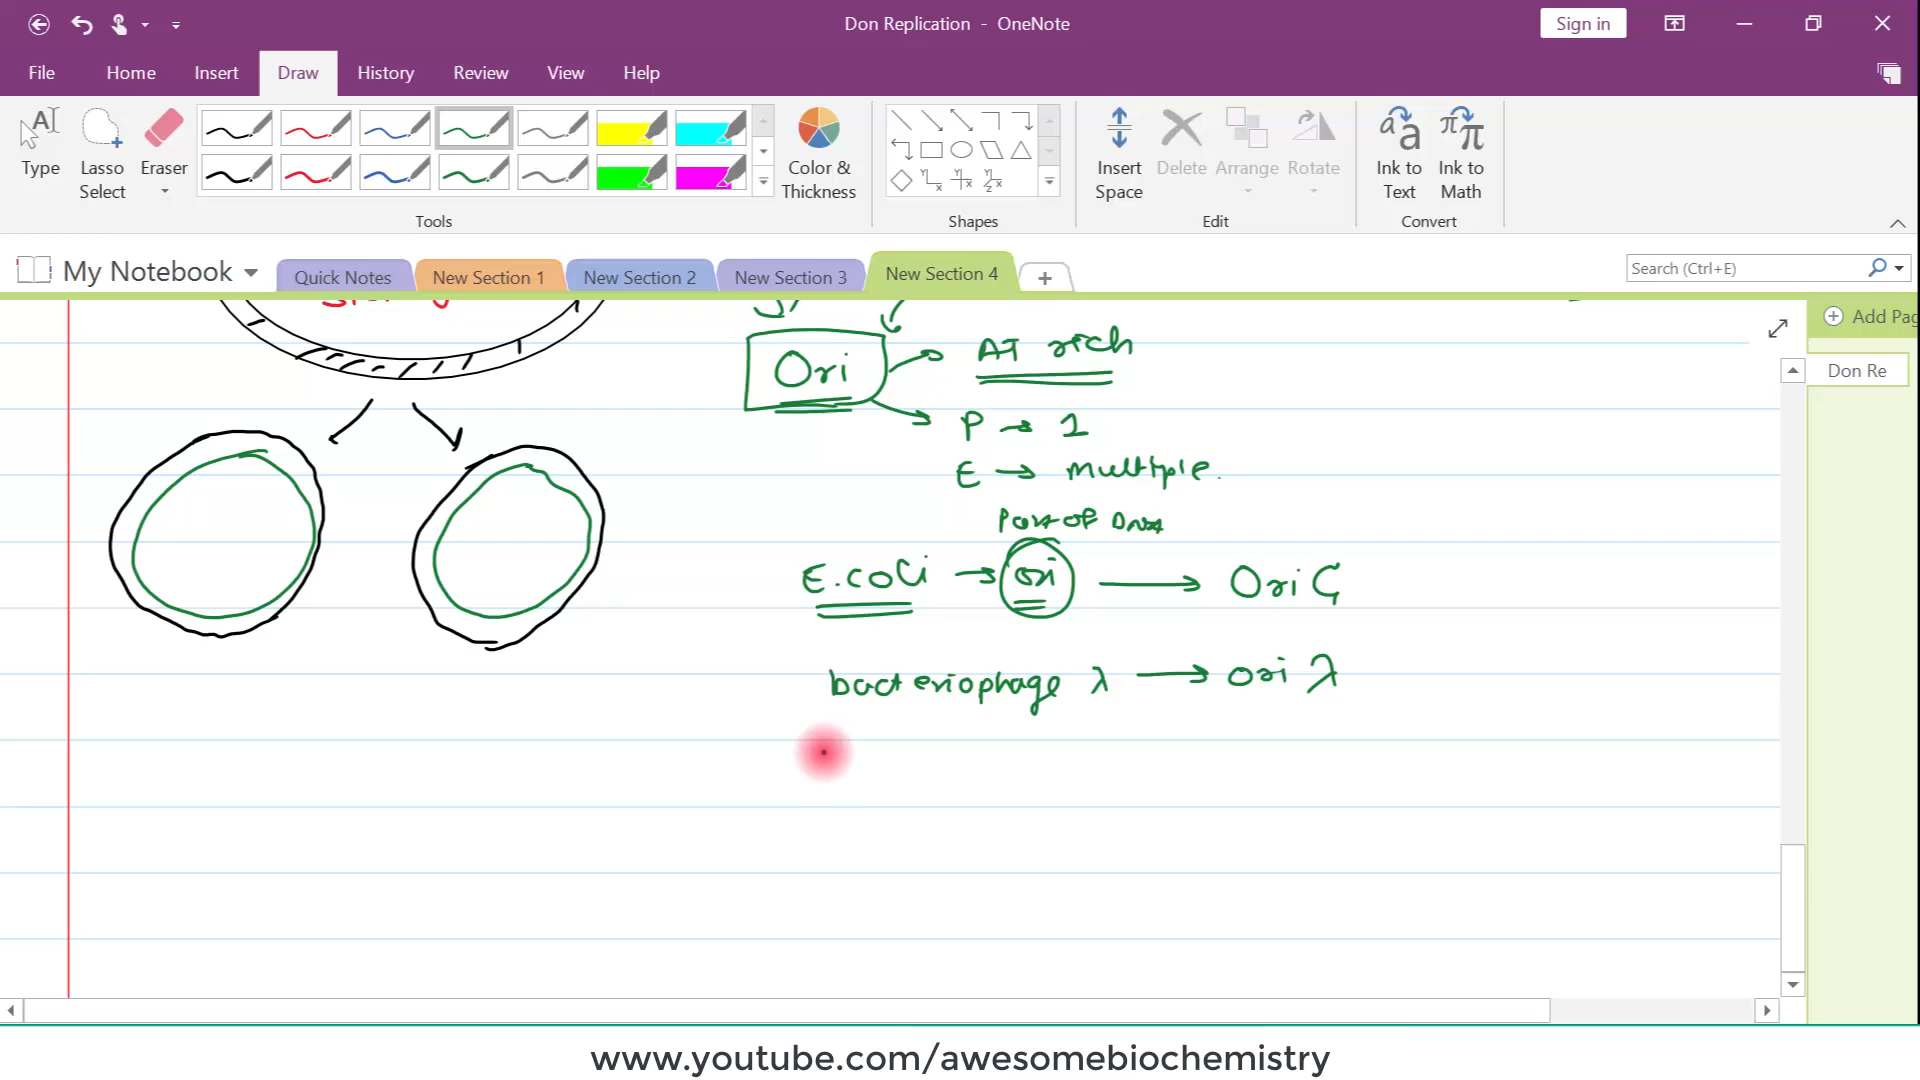 Don Replication - OneNote
Sign in
File Home Insert Draw History Review View Help
Type
Lasso Select
Eraser
Color & Thickness
Insert Space
Delete
Arrange
Rotate
Ink to Text
Ink to Math
Tools
Shapes
Edit
Convert
My Notebook
Quick Notes
New Section 1
New Section 2
New Section 3
New Section 4
Search (Ctrl+E)
Add Pag
Don Re
Ori → AT rich
P → 1
E → multiple.
Part of DNA
E.coli → ori → Ori C
bacteriophage λ → ori λ
www.youtube.com/awesomebiochemistry